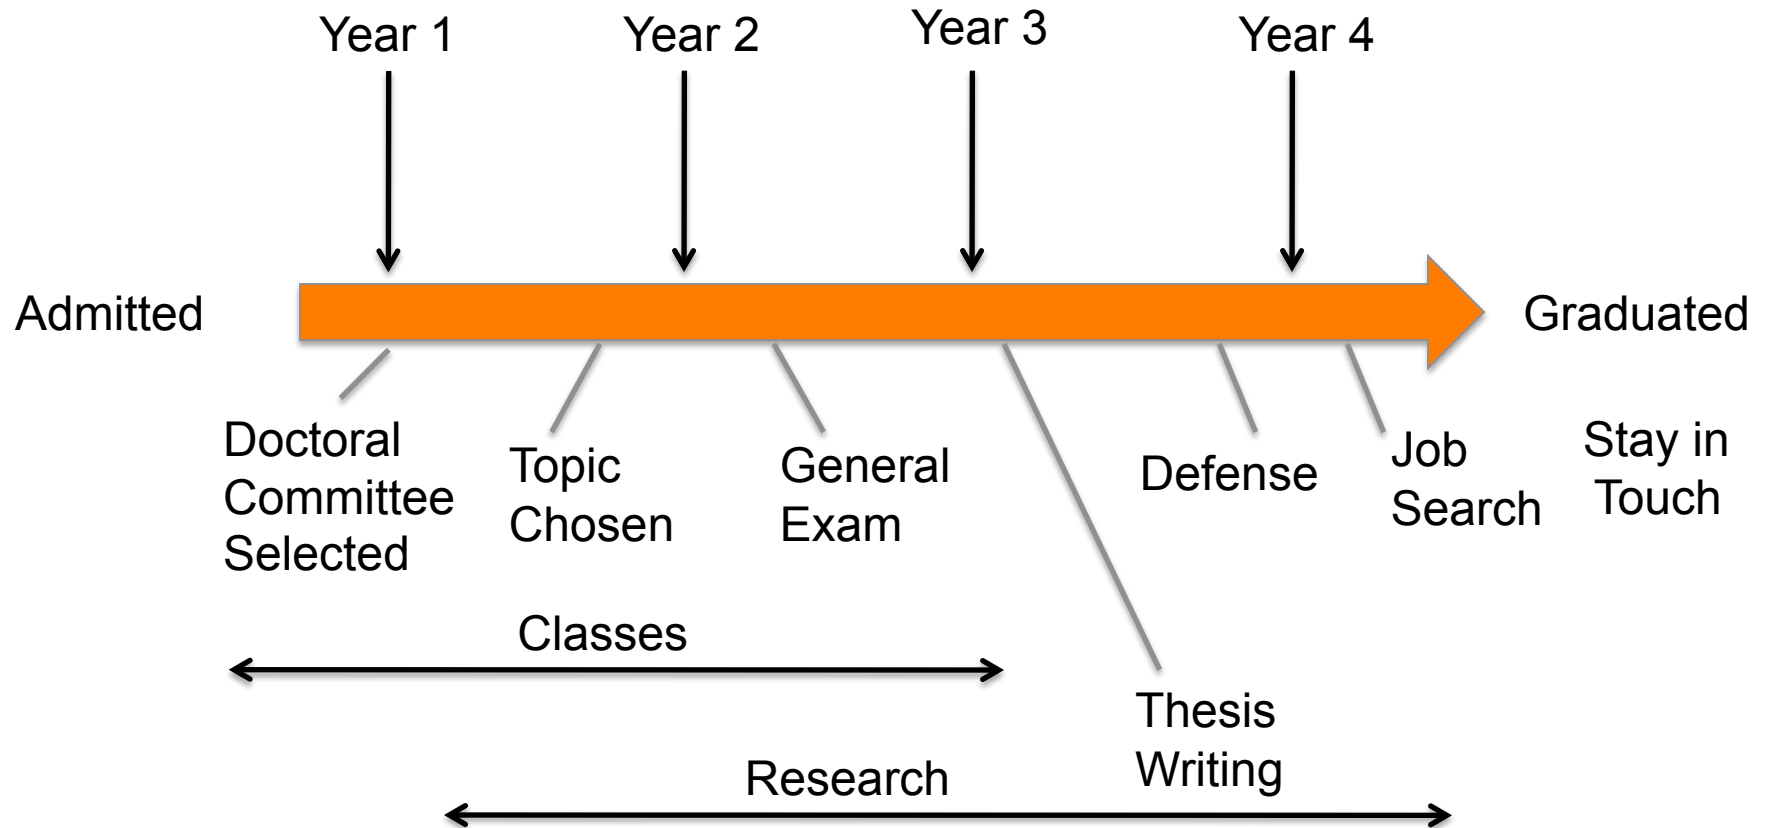 Year 1
Year 2
Year 3
Year 4
Admitted
Graduated
Doctoral
Committee
Selected
Topic
Chosen
General
Exam
Defense
Job
Search
Stay in
Touch
Classes
Thesis
Writing
Research